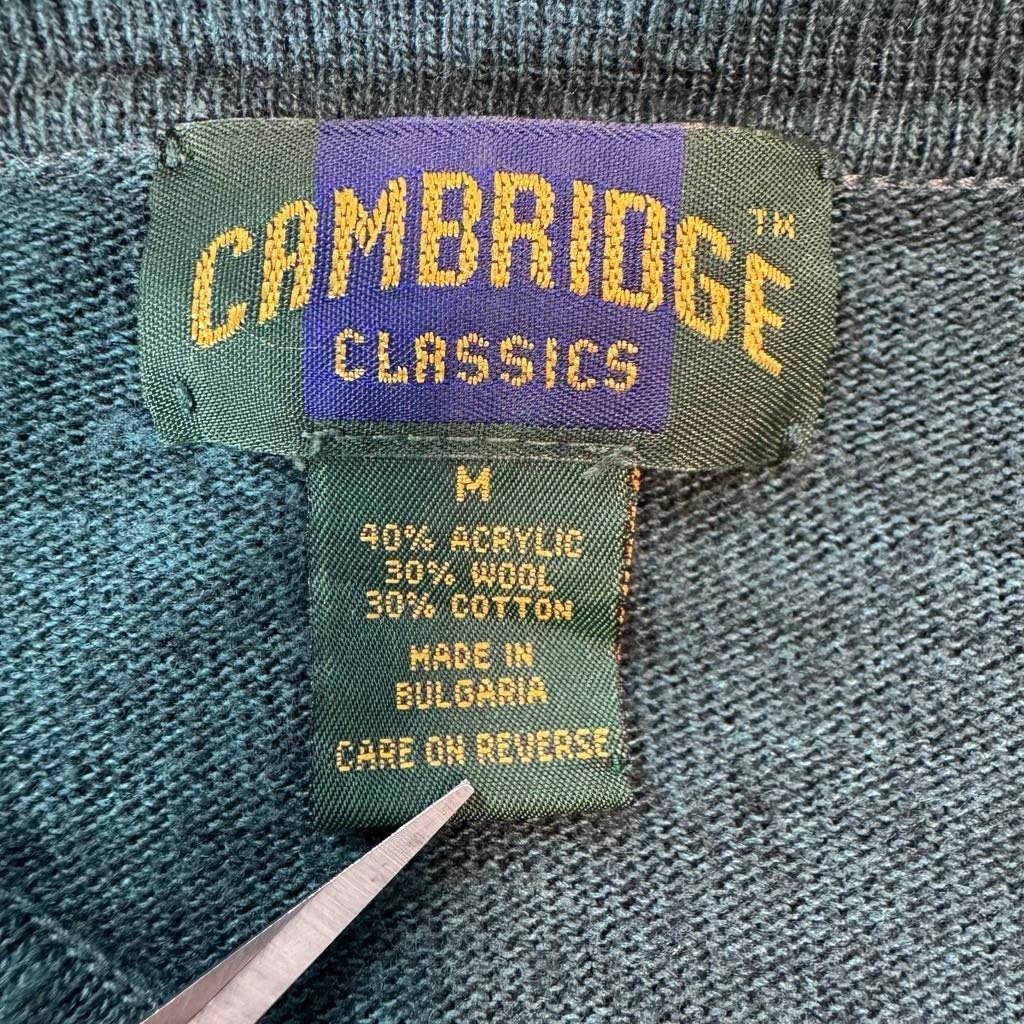 CAMBRIDGE™
CLASSICS
M
40% ACRYLIC
30% WOOL
30% COTTON
MADE IN
BULGARIA
CARE ON REVERSE